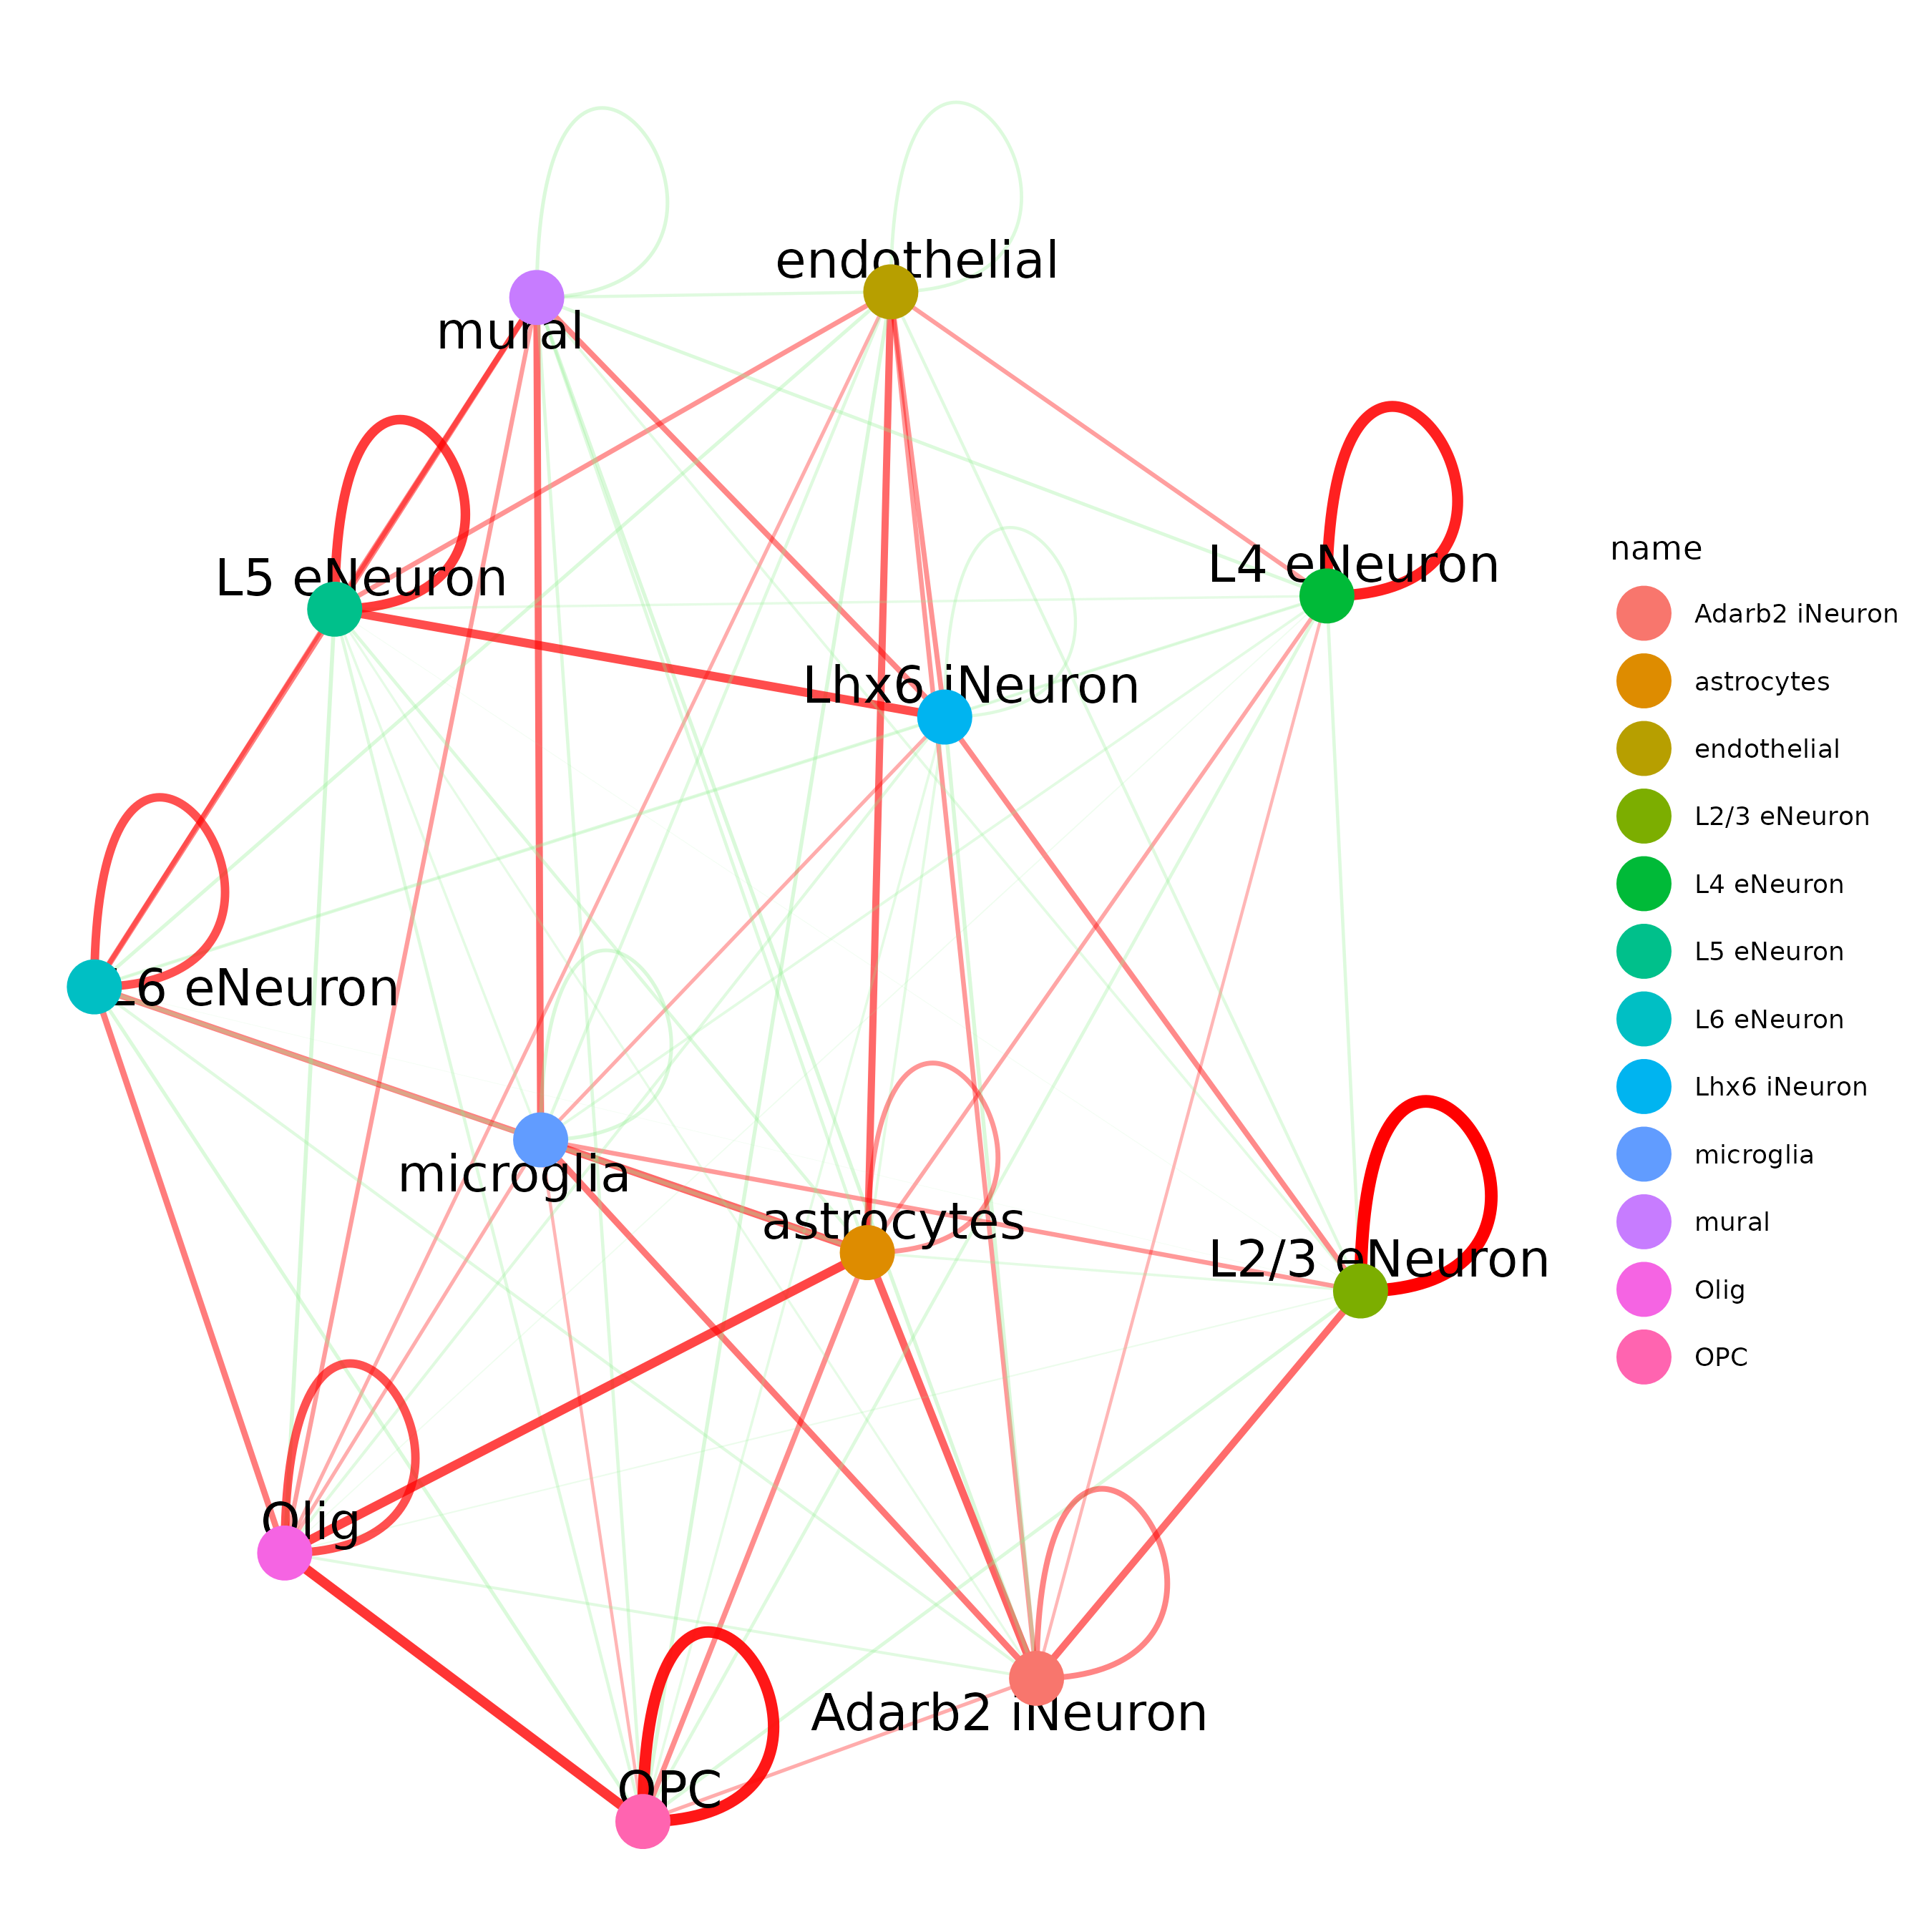 endothelial
mural
L5 eNeuron
L4 eNeuron
Lhx6 iNeuron
L6 eNeuron
microglia
astrocytes
L2/3 eNeuron
Olig
Adarb2 iNeuron
OPC
name
Adarb2 iNeuron
astrocytes
endothelial
L2/3 eNeuron
L4 eNeuron
L5 eNeuron
L6 eNeuron
Lhx6 iNeuron
microglia
mural
Olig
OPC